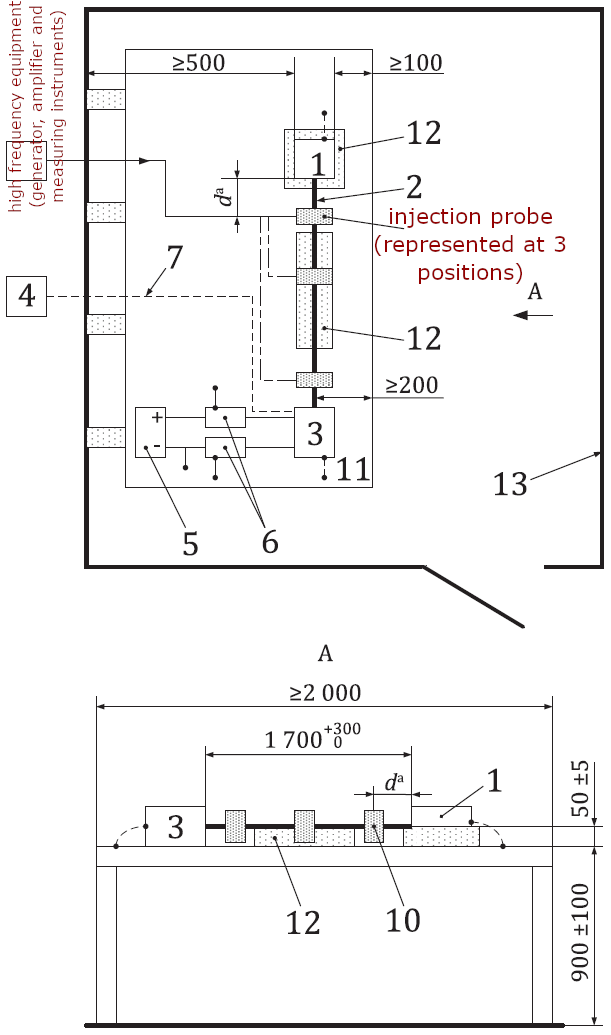 high frequency equipment
(generator, amplifier and
measuring instruments)
≥500
≥100
12
1
2
dᵃ
injection probe
(represented at 3
positions)
7
A
4
12
≥200
+
-
3
11
13
5
6
A
≥2 000
1 700 +300 0
dᵃ
1
50 ±5
3
12
10
900 ±100